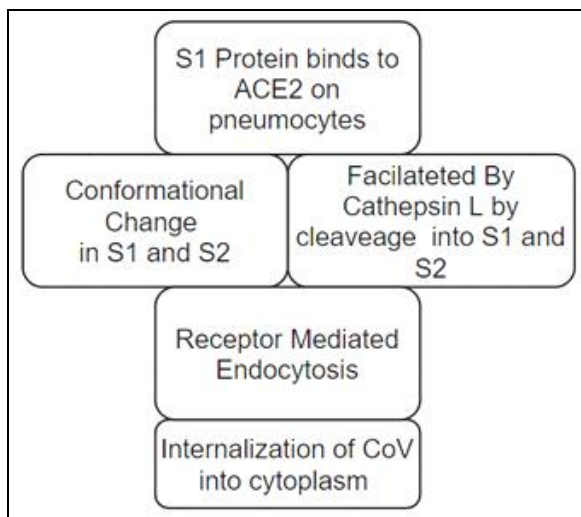 S1 Protein binds to
ACE2 on
pneumocytes
Conformational
Change
in S1 and S2
Facilateted By
Cathepsin L by
cleaveage into S1 and
S2
Receptor Mediated
Endocytosis
Internalization of CoV
into cytoplasm